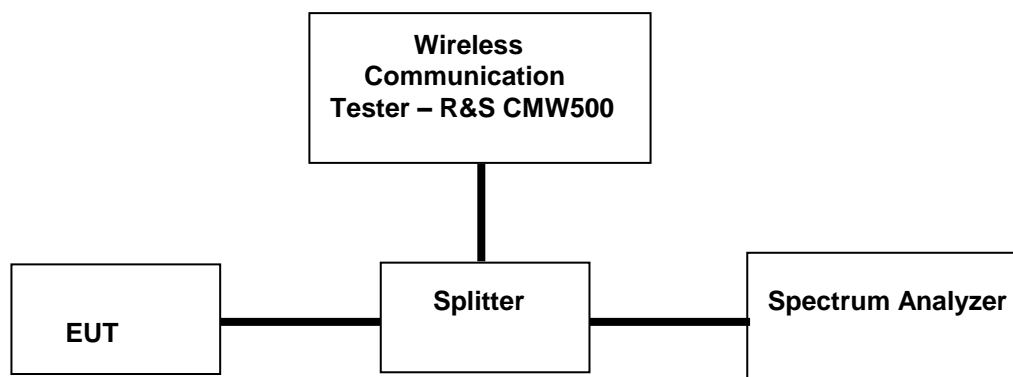 Wireless
Communication
Tester – R&S CMW500
Splitter
Spectrum Analyzer
EUT